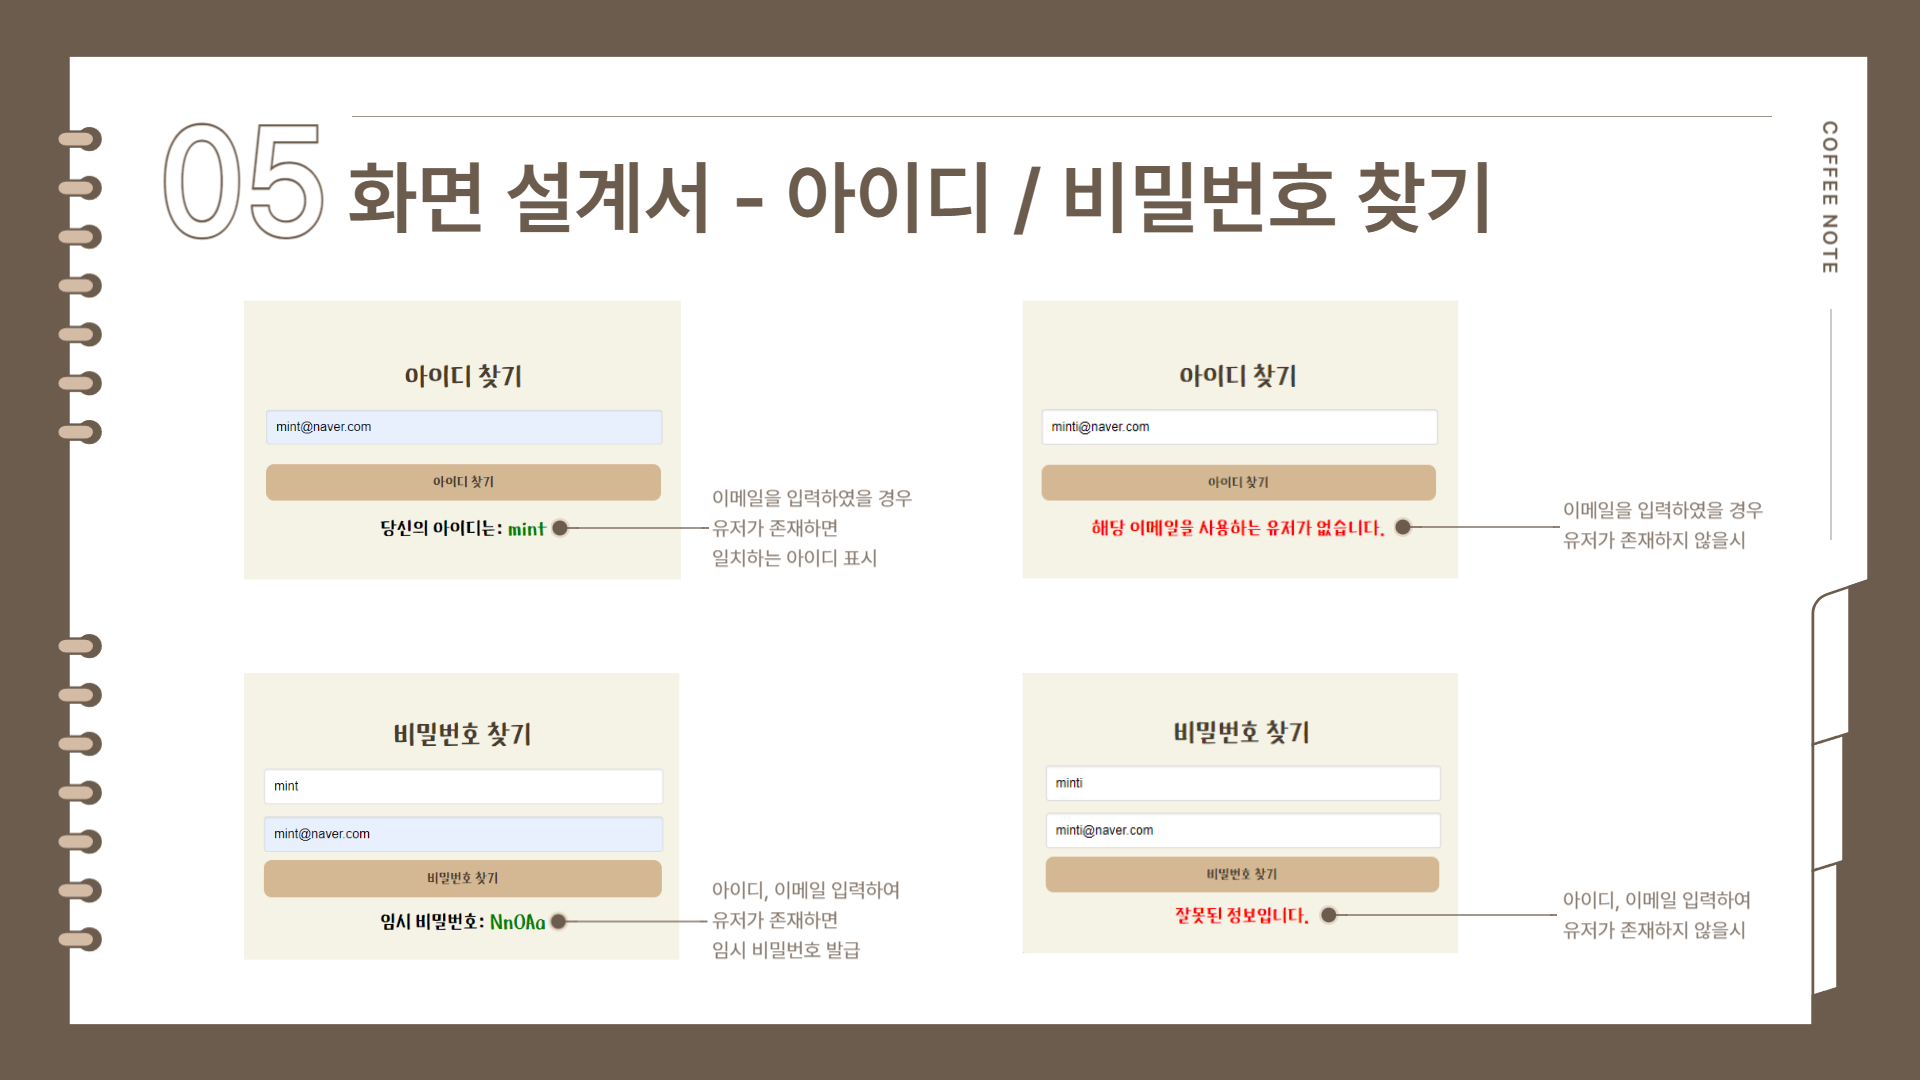 05 화면 설계서 - 아이디 / 비밀번호 찾기
COFFEE NOTE
아이디 찾기
mint@naver.com
아이디 찾기
당신의 아이디는: mint
이메일을 입력하였을 경우
유저가 존재하면
일치하는 아이디 표시
아이디 찾기
minti@naver.com
아이디 찾기
해당 이메일을 사용하는 유저가 없습니다.
이메일을 입력하였을 경우
유저가 존재하지 않을시
비밀번호 찾기
mint
mint@naver.com
비밀번호 찾기
임시 비밀번호: NnOAa
아이디, 이메일 입력하여
유저가 존재하면
임시 비밀번호 발급
비밀번호 찾기
minti
minti@naver.com
비밀번호 찾기
잘못된 정보입니다.
아이디, 이메일 입력하여
유저가 존재하지 않을시